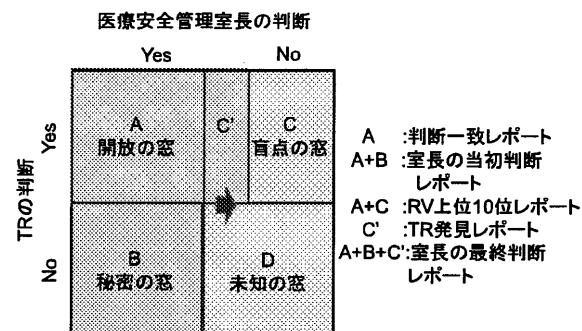 医療安全管理室長の判断
Yes No
TRの判断
Yes
No
A
開放の窓
C'
C
盲点の窓
B
秘密の窓
D
未知の窓
A :判断一致レポート
A+B :室長の当初判断
レポート
A+C :RV上位10位レポート
C' :TR発見レポート
A+B+C':室長の最終判断
レポート